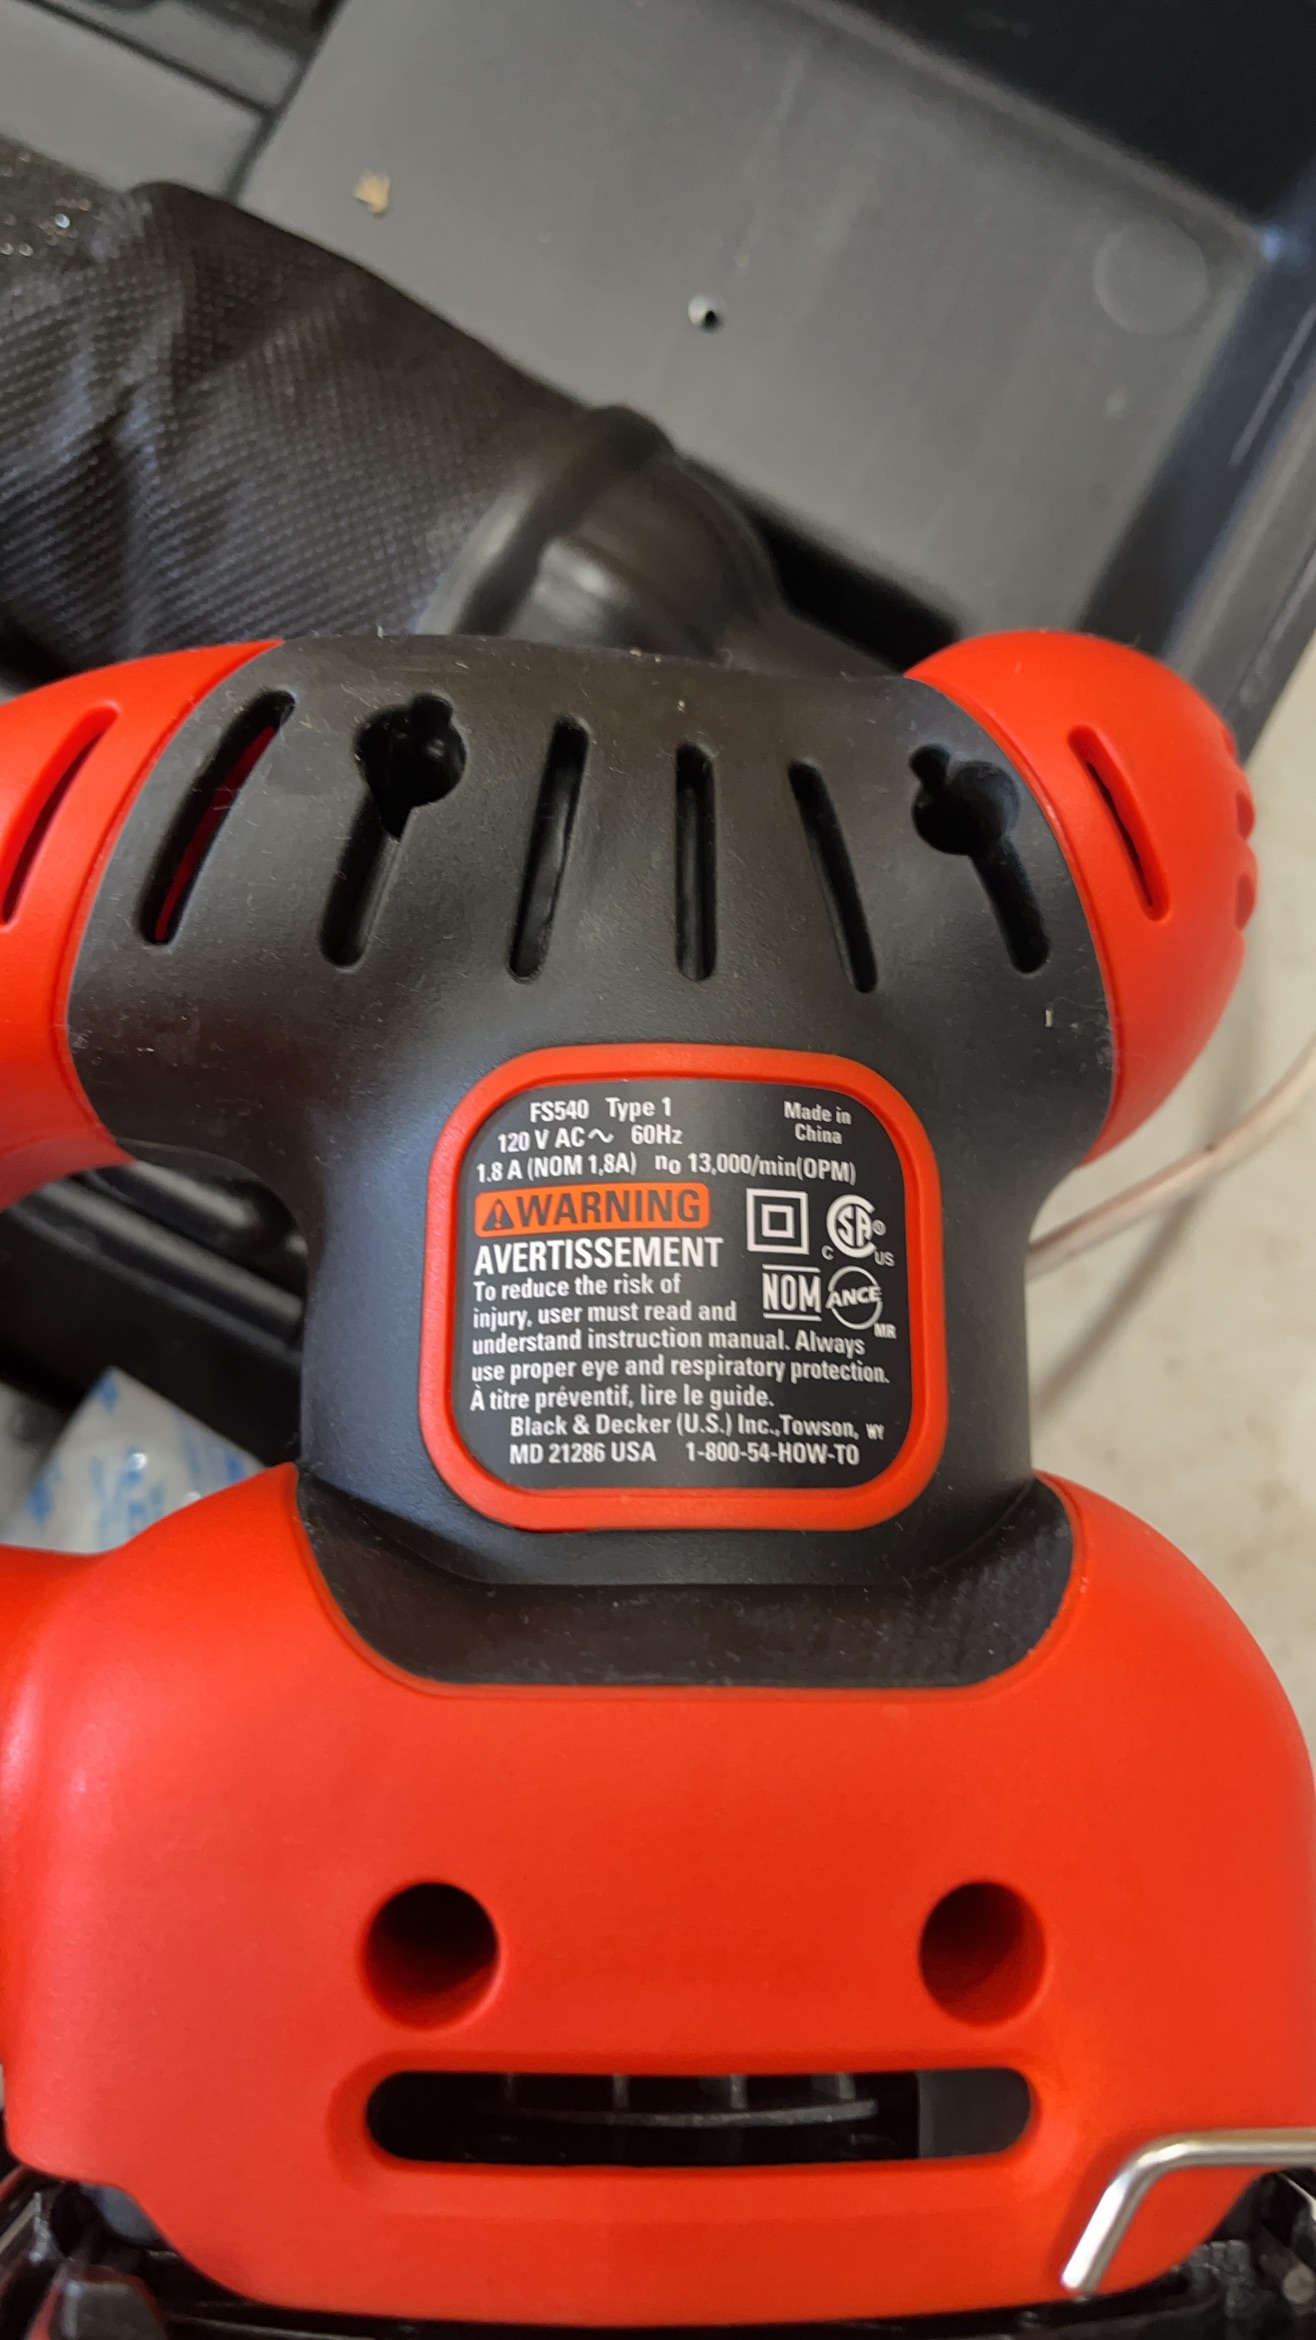 FS540 Type 1
Made in
China
120 V AC~ 60Hz
1.8 A (NOM 1,8A) no 13,000/min(OPM)
⚠WARNING
AVERTISSEMENT
SA
C US
NOM ANCE
MR
To reduce the risk of
injury, user must read and
understand instruction manual. Always
use proper eye and respiratory protection.
À titre préventif, lire le guide.
Black & Decker (U.S.) Inc.,Towson, WY
MD 21286 USA 1-800-54-HOW-TO